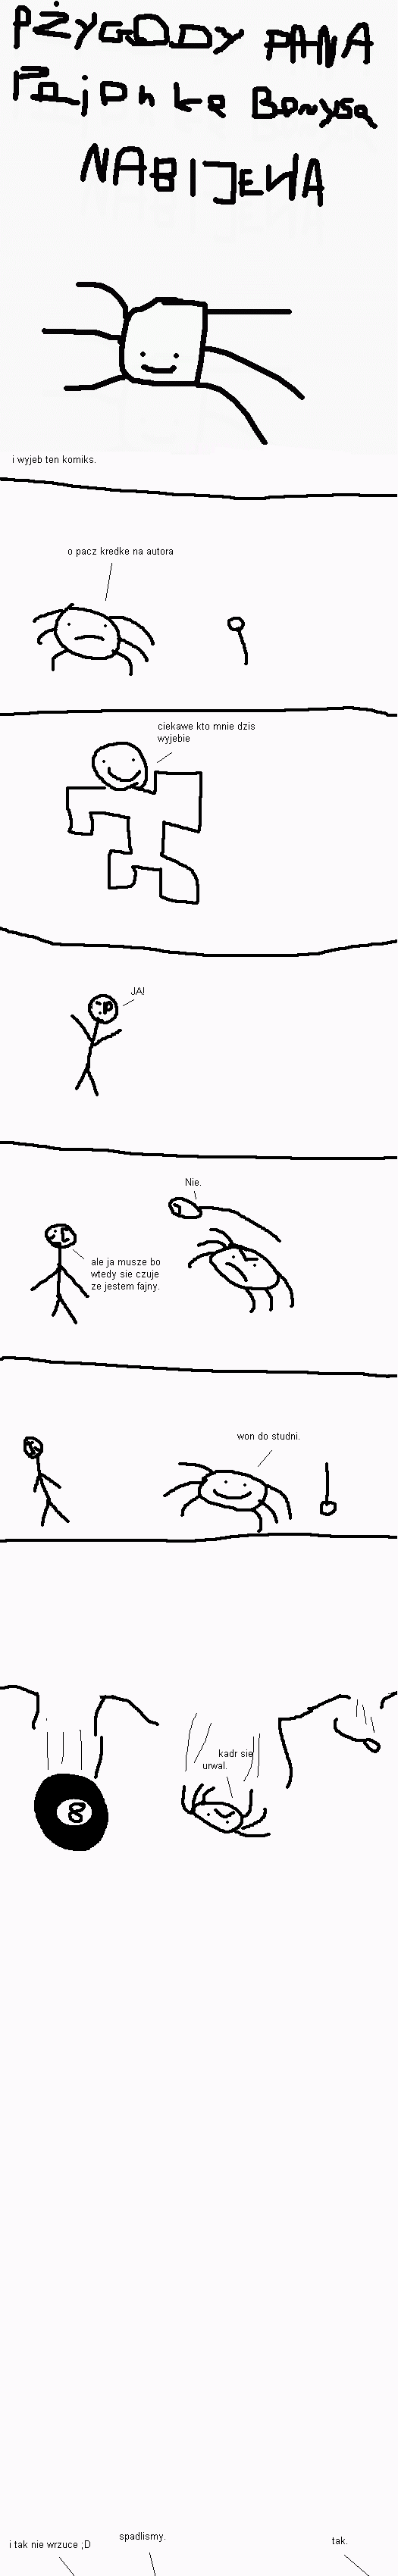 PŻYGODY PANA
Pajonka Bonysa
NABIJEWA
i wyjeb ten komiks.
o pacz kredke na autora
ciekawe kto mnie dzis
wyjebie
JA!
Nie.
ale ja musze bo
wtedy sie czuje
ze jestem fajny.
won do studni.
kadr sie
urwal.
8
spadlismy.
i tak nie wrzuce ;D
tak.